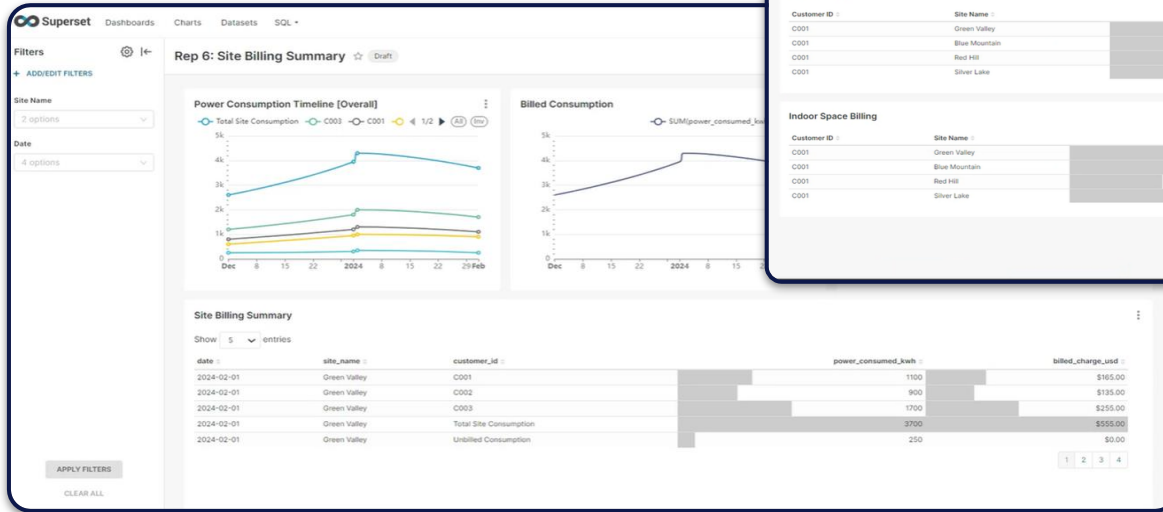 Superset Dashboards Charts Datasets SQL
Filters
+ ADD/EDIT FILTERS
Site Name
2 options
Date
4 options
APPLY FILTERS
CLEAR ALL
Rep 6: Site Billing Summary Draft
Power Consumption Timeline [Overall]
Total Site Consumption C003 C001 1/2 All Inv
5k
4k
3k
2k
1k
0
Dec 8 15 22 2024 8 15 22 29 Feb
Billed Consumption
SUM(power_consumed_kw
5k
4k
3k
2k
1k
0
Dec 8 15 22 2024 8 15
Customer ID Site Name
C001 Green Valley
C001 Blue Mountain
C001 Red Hill
C001 Silver Lake
Indoor Space Billing
Customer ID Site Name
C001 Green Valley
C001 Blue Mountain
C001 Red Hill
C001 Silver Lake
Site Billing Summary
Show 5 entries
date site_name customer_id power_consumed_kwh billed_charge_usd
2024-02-01 Green Valley C001 1100 $165.00
2024-02-01 Green Valley C002 900 $135.00
2024-02-01 Green Valley C003 1700 $255.00
2024-02-01 Green Valley Total Site Consumption 3700 $555.00
2024-02-01 Green Valley Unbilled Consumption 250 $0.00
1 2 3 4